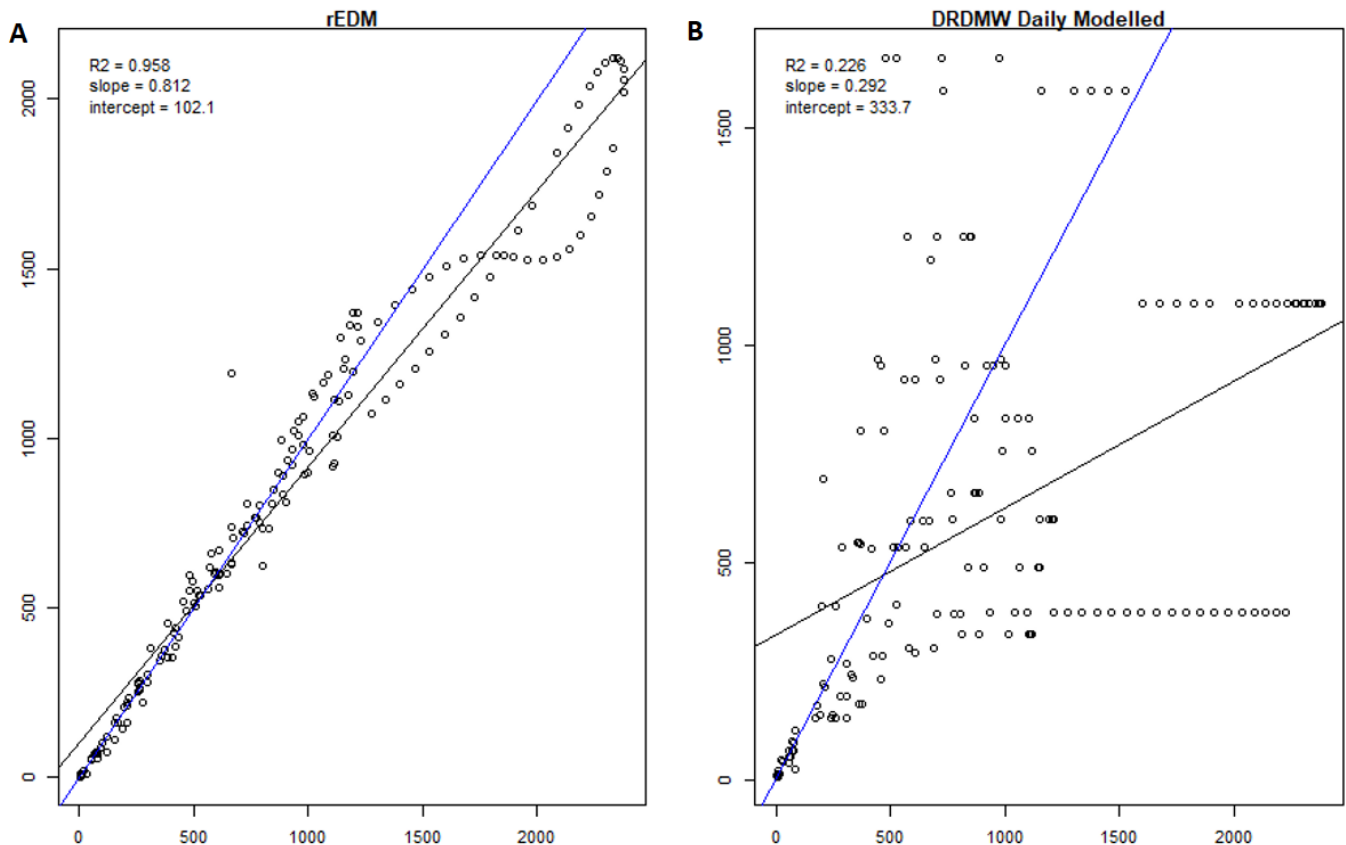 A
rEDM
R2 = 0.958
slope = 0.812
intercept = 102.1
2000
1500
1000
500
0
0 500 1000 1500 2000
B
DRDMW Daily Modelled
R2 = 0.226
slope = 0.292
intercept = 333.7
1500
1000
500
0
0 500 1000 1500 2000